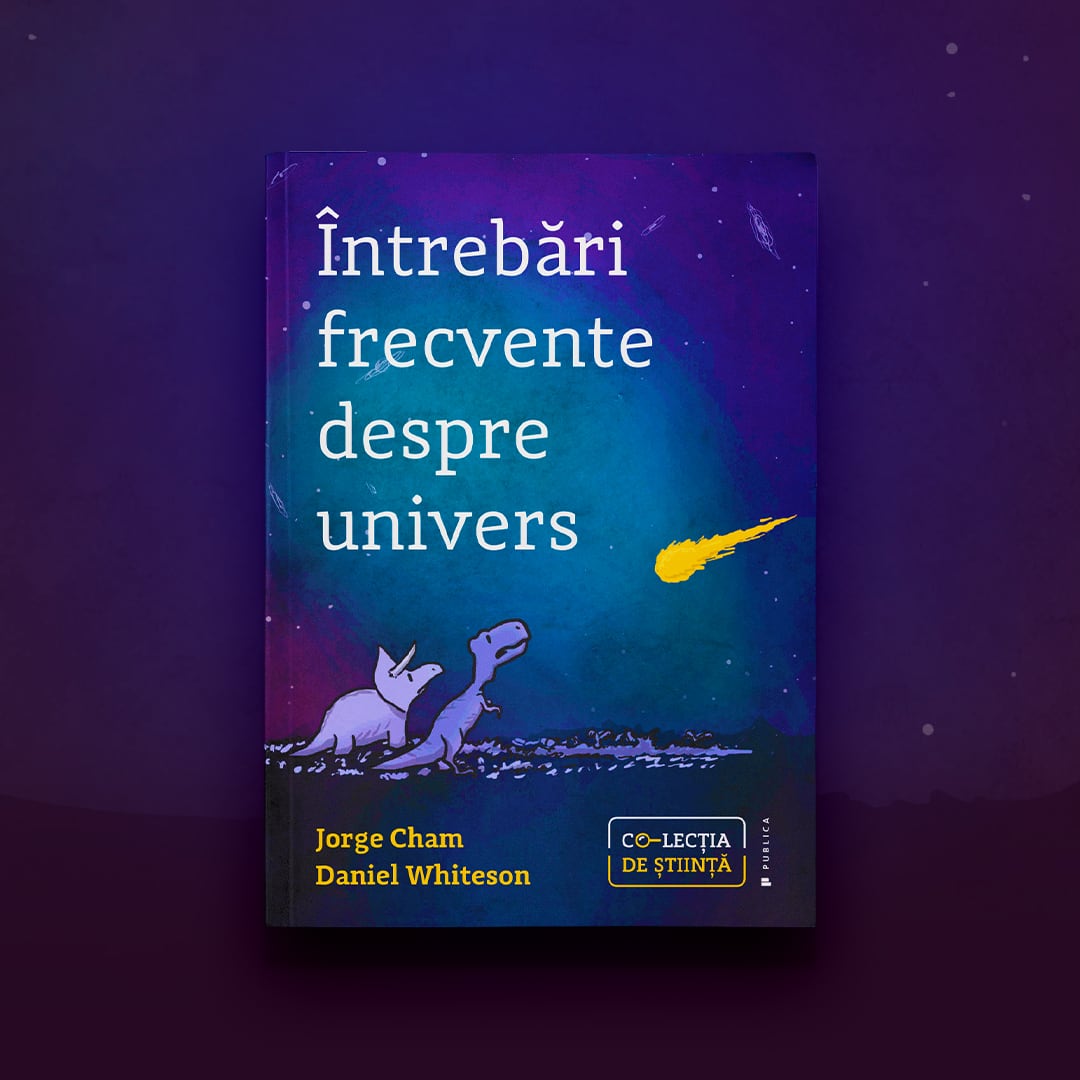 Întrebări
frecvente
despre
univers
Jorge Cham
Daniel Whiteson
CO-LECȚIA
DE ȘTIINȚĂ
PUBLICA